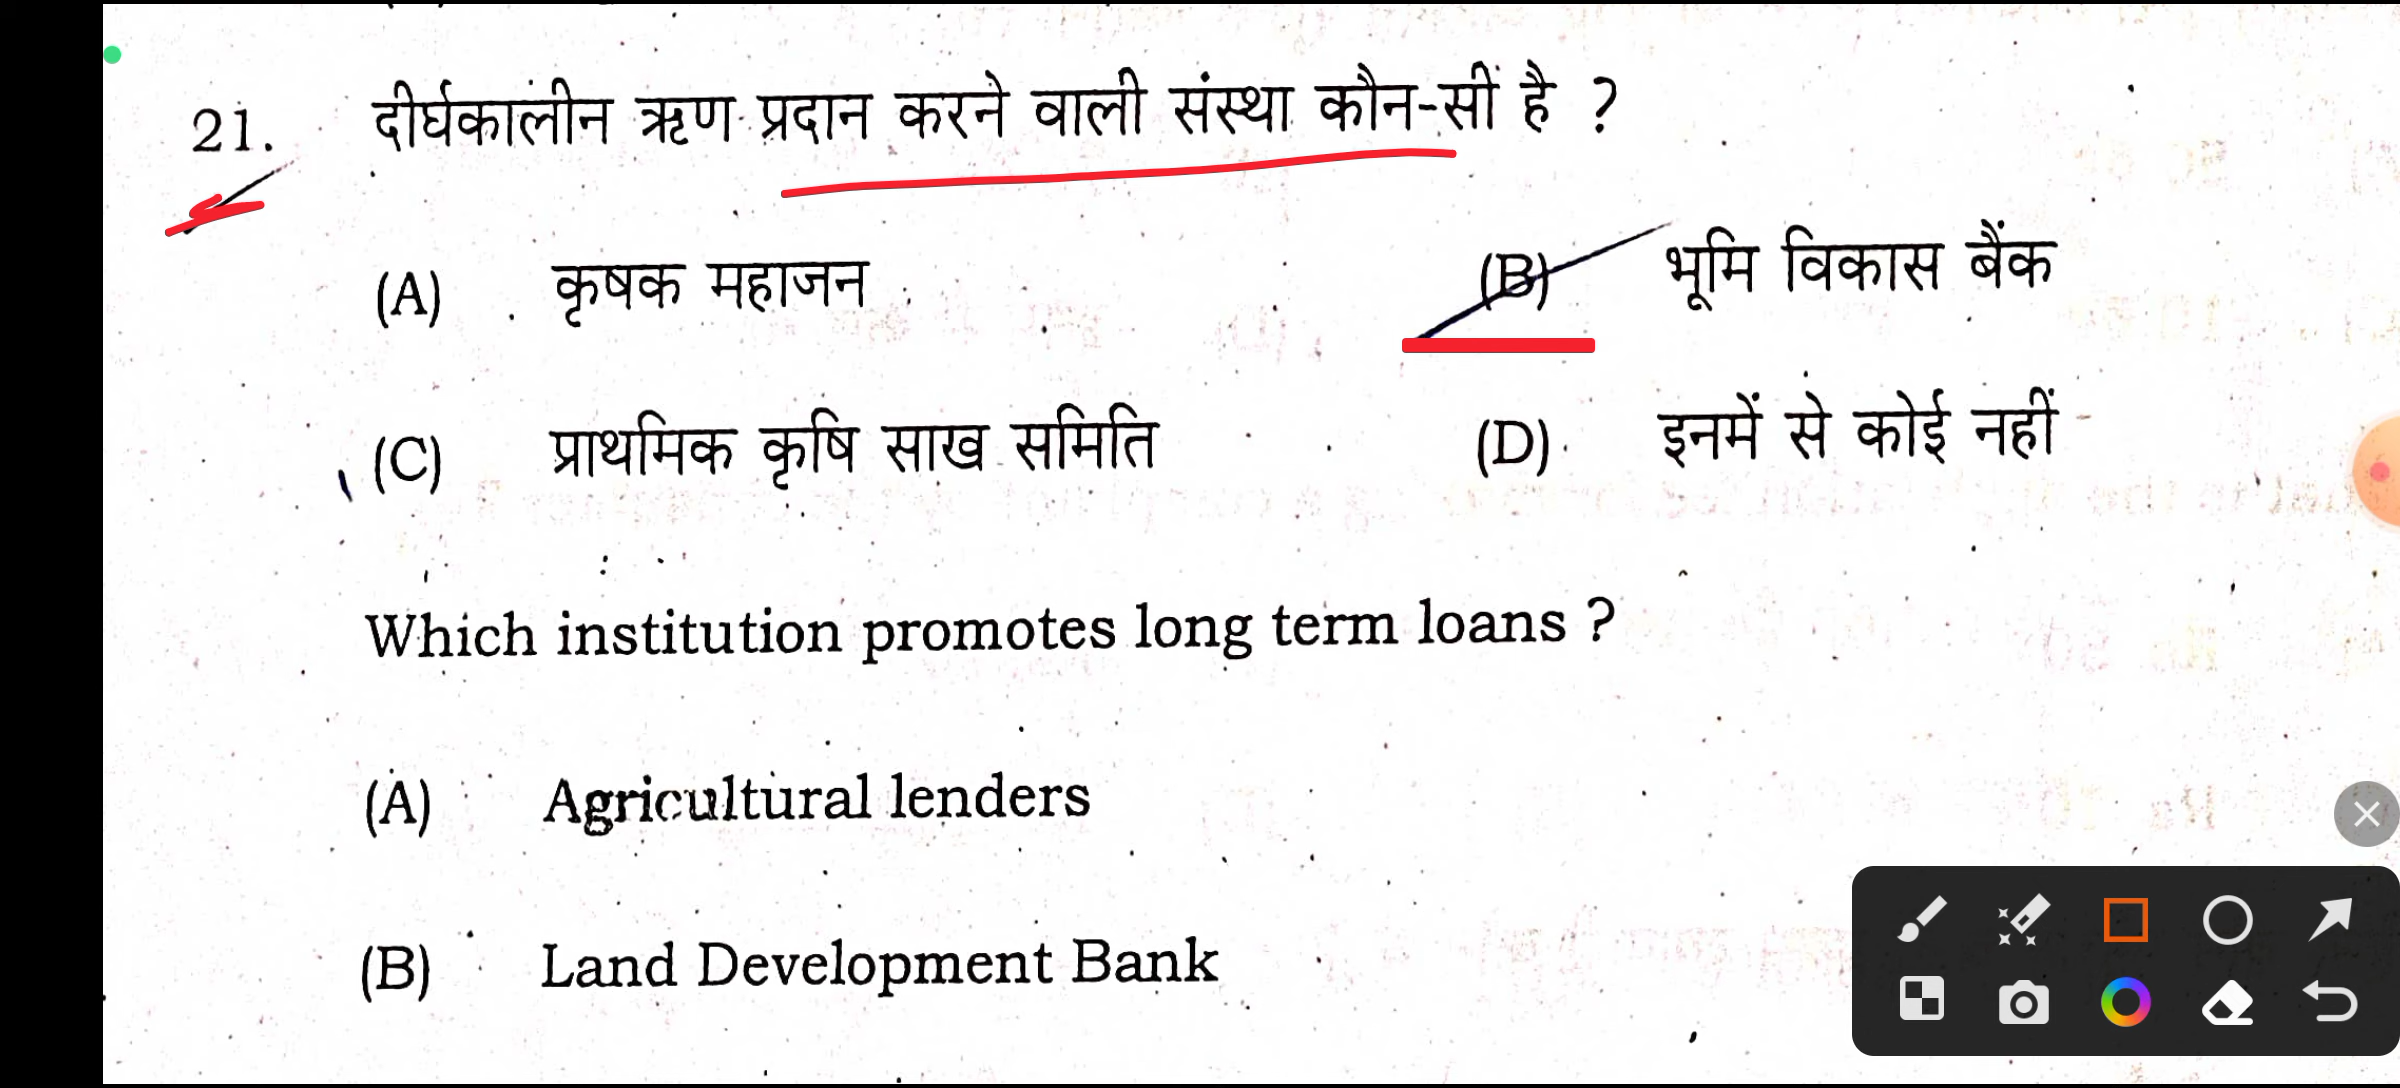 21. दीर्घकालीन ऋण प्रदान करने वाली संस्था कौन-सी है ?
(A) कृषक महाजन (B) भूमि विकास बैंक
(C) प्राथमिक कृषि साख समिति (D) इनमें से कोई नहीं
Which institution promotes long term loans ?
(A) Agricultural lenders
(B) Land Development Bank